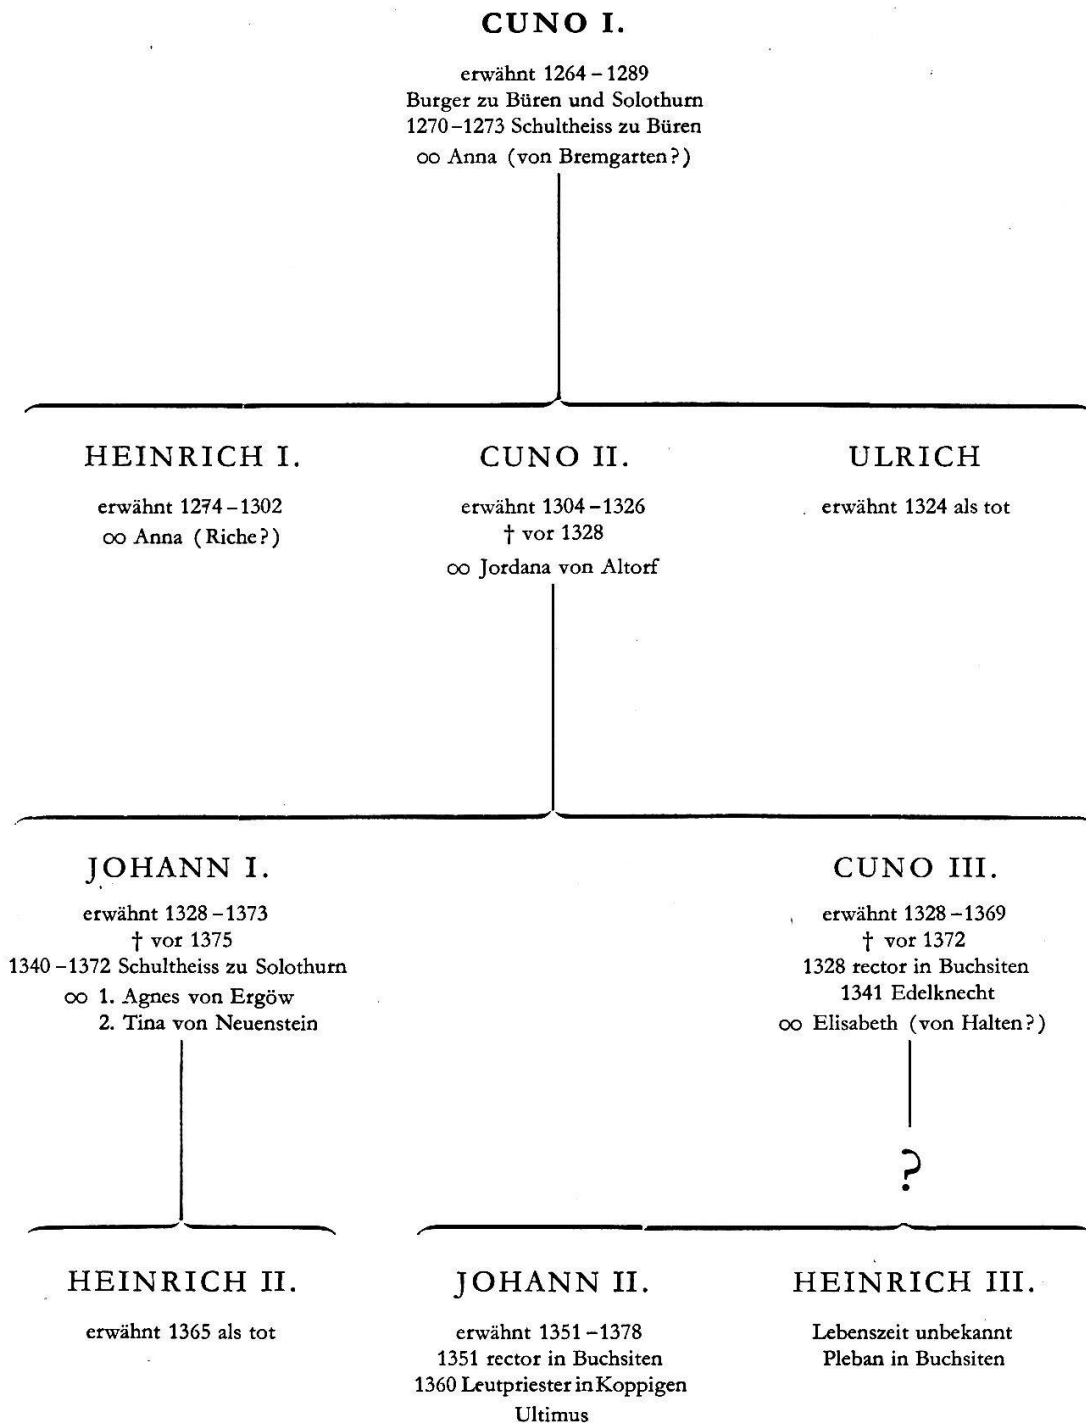 CUNO I.
erwähnt 1264–1289
Burger zu Büren und Solothurn
1270–1273 Schultheiss zu Büren
∞ Anna (von Bremgarten?)
HEINRICH I.
erwähnt 1274–1302
∞ Anna (Riche?)
CUNO II.
erwähnt 1304–1326
† vor 1328
∞ Jordana von Altorf
ULRICH
erwähnt 1324 als tot
JOHANN I.
erwähnt 1328–1373
† vor 1375
1340–1372 Schultheiss zu Solothurn
∞ 1. Agnes von Ergöw
2. Tina von Neuenstein
CUNO III.
erwähnt 1328–1369
† vor 1372
1328 rector in Buchsiten
1341 Edelknecht
∞ Elisabeth (von Halten?)
?
HEINRICH II.
erwähnt 1365 als tot
JOHANN II.
erwähnt 1351–1378
1351 rector in Buchsiten
1360 Leutpriester in Koppigen
Ultimus
HEINRICH III.
Lebenszeit unbekannt
Pleban in Buchsiten